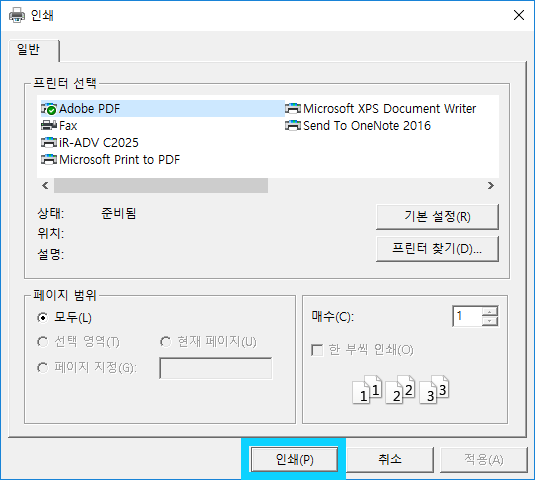 인쇄
일반
프린터 선택
Adobe PDF
Microsoft XPS Document Writer
Fax
Send To OneNote 2016
iR-ADV C2025
Microsoft Print to PDF
상태: 준비됨
기본 설정(R)
위치:
설명:
프린터 찾기(D)...
페이지 범위
모두(L)
선택 영역(T)
현재 페이지(U)
페이지 지정(G):
매수(C): 1
한 부씩 인쇄(O)
1 1 2 2 3 3
인쇄(P)
취소
적용(A)